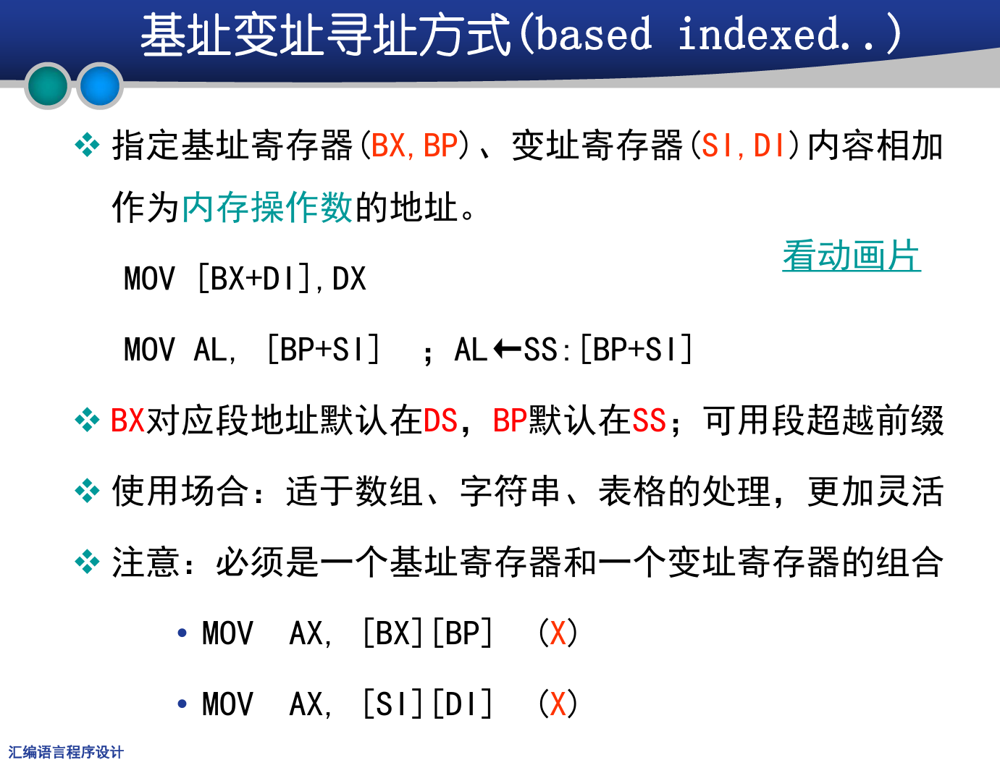 基址变址寻址方式(based indexed..)
指定基址寄存器(BX,BP)、变址寄存器(SI,DI)内容相加
作为内存操作数的地址。
看动画片
MOV [BX+DI],DX
MOV AL, [BP+SI] ；AL←SS:[BP+SI]
BX对应段地址默认在DS，BP默认在SS；可用段超越前缀
使用场合：适于数组、字符串、表格的处理，更加灵活
注意：必须是一个基址寄存器和一个变址寄存器的组合
• MOV AX, [BX][BP] (X)
• MOV AX, [SI][DI] (X)
汇编语言程序设计